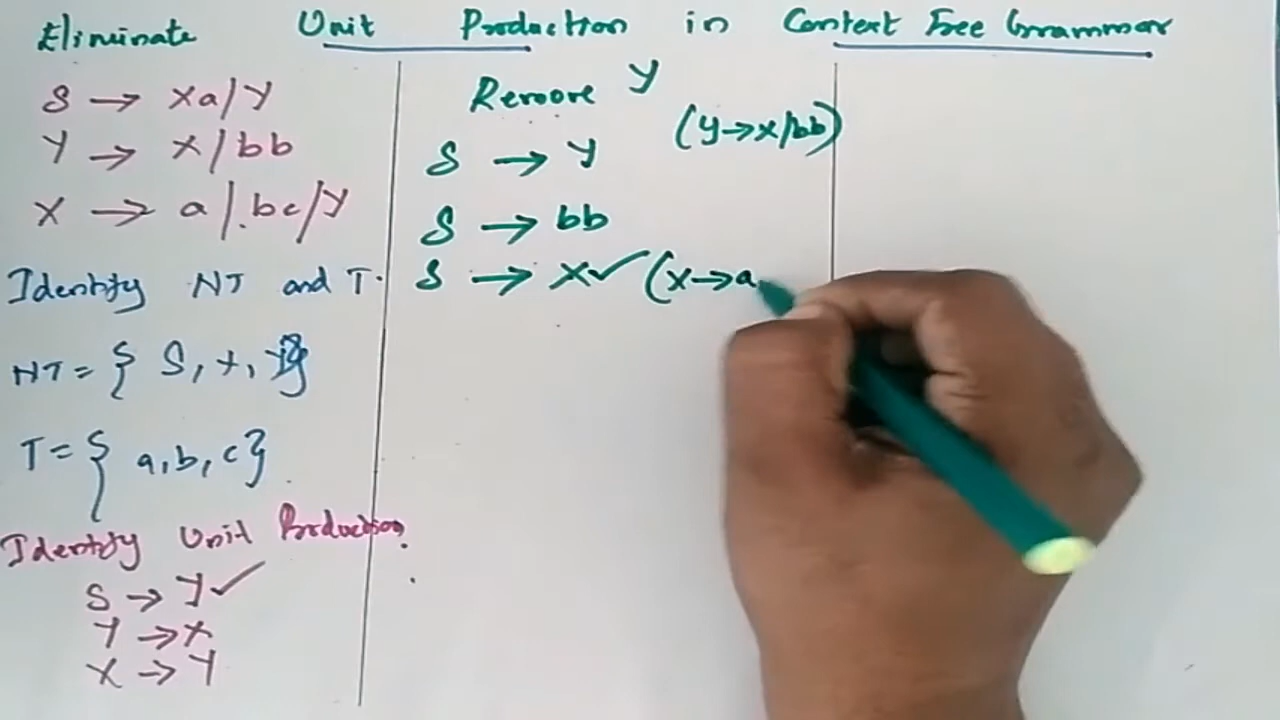 Eliminate Unit Production in Context Free Grammar
S → Xa/Y
Y → X/bb
X → a/.bc/Y
Identify NT and T.
NT = { S, X, Y}
T = { a, b, c}
Identify Unit Production.
S → Y ✓
Y → X
X → Y
Remove Y
(Y→X/bb)
S → Y
S → bb
S → X ✓ (X→a